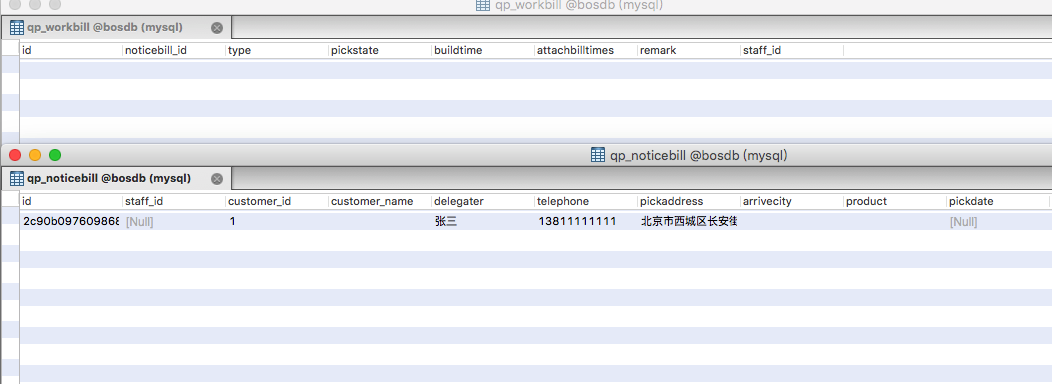 qp_workbill @bosdb (mysql)
qp_workbill @bosdb (mysql)
id noticebill_id type pickstate buildtime attachbilltimes remark staff_id
qp_noticebill @bosdb (mysql)
qp_noticebill @bosdb (mysql)
id staff_id customer_id customer_name delegater telephone pickaddress arrivecity product pickdate
2c90b09760986 [Null] 1 张三 13811111111 北京市西城区长安街 [Null]